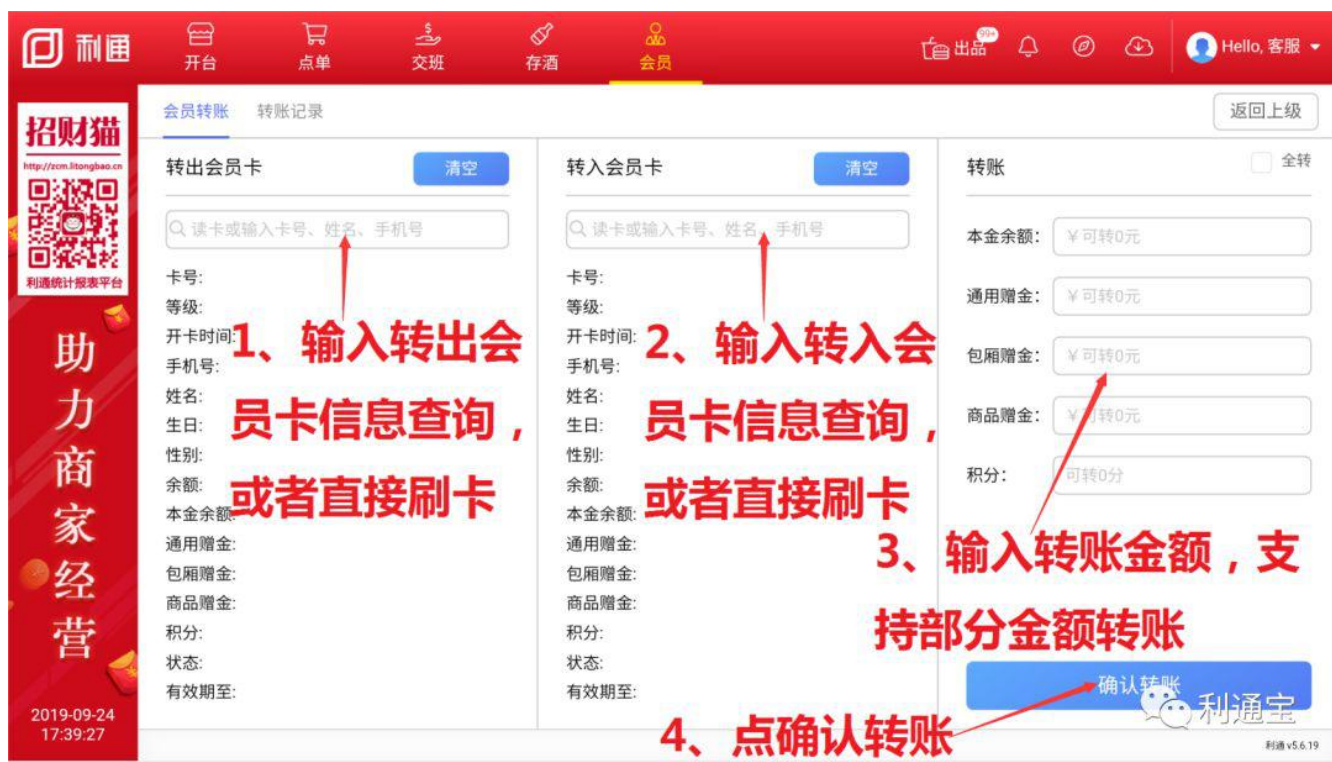 利通
开台
点单
交班
存酒
会员
出品
99+
Hello, 客服
招财猫
http://zcm.litongbao.cn
利通统计报表平台
助力商家经营
2019-09-24
17:39:27
会员转账 转账记录
返回上级
转出会员卡
清空
读卡或输入卡号、姓名、手机号
卡号:
等级:
开卡时间:
手机号:
姓名:
生日:
性别:
余额:
本金余额:
通用赠金:
包厢赠金:
商品赠金:
积分:
状态:
有效期至:
1、输入转出会
员卡信息查询，
或者直接刷卡
转入会员卡
清空
读卡或输入卡号、姓名、手机号
卡号:
等级:
开卡时间:
手机号:
姓名:
生日:
性别:
余额:
本金余额:
通用赠金:
包厢赠金:
商品赠金:
积分:
状态:
有效期至:
2、输入转入会
员卡信息查询，
或者直接刷卡
转账
全转
本金余额: ￥可转0元
通用赠金: ￥可转0元
包厢赠金: ￥可转0元
商品赠金: ￥可转0元
积分: 可转0分
3、输入转账金额，支
持部分金额转账
确认转账
4、点确认转账
利通宝
利通 v5.6.19